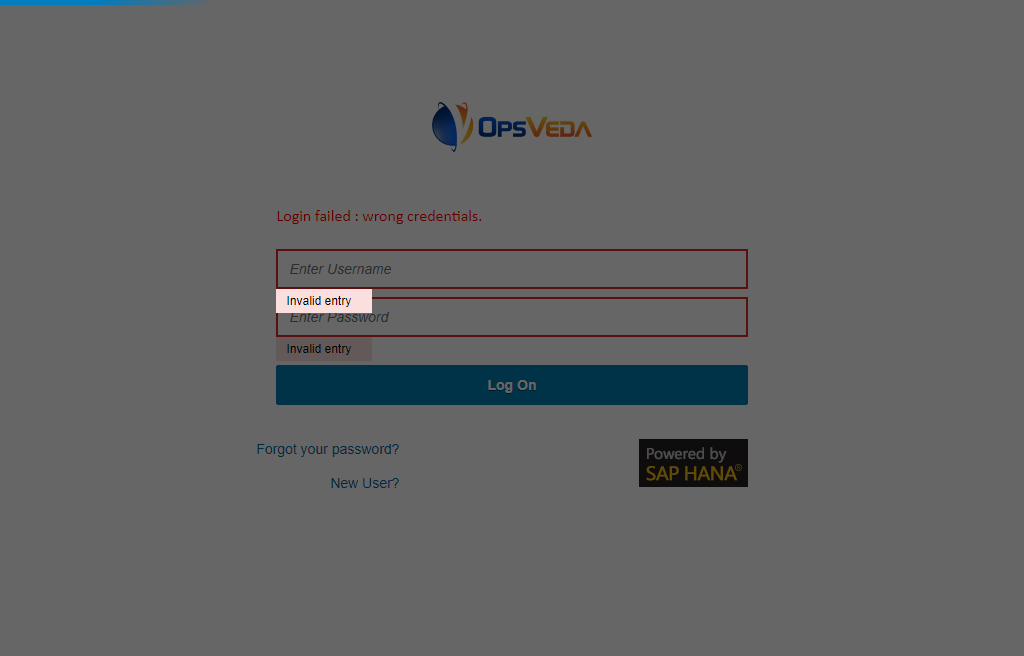 OpsVeda
Login failed : wrong credentials.
Enter Username
Invalid entry
Enter Password
Invalid entry
Log On
Forgot your password?
New User?
Powered by
SAP HANA®